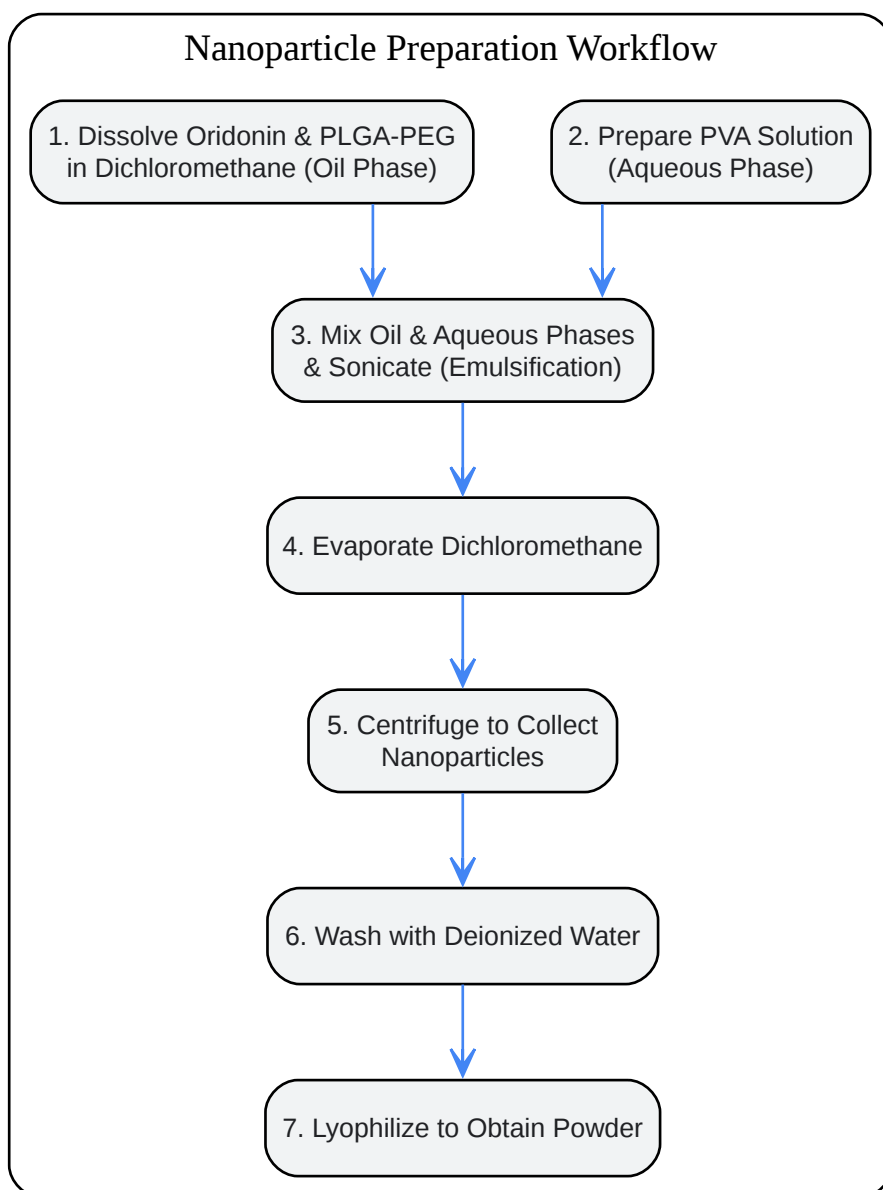 Nanoparticle Preparation Workflow
1. Dissolve Oridonin & PLGA-PEG
in Dichloromethane (Oil Phase)
2. Prepare PVA Solution
(Aqueous Phase)
3. Mix Oil & Aqueous Phases
& Sonicate (Emulsification)
4. Evaporate Dichloromethane
5. Centrifuge to Collect
Nanoparticles
6. Wash with Deionized Water
7. Lyophilize to Obtain Powder